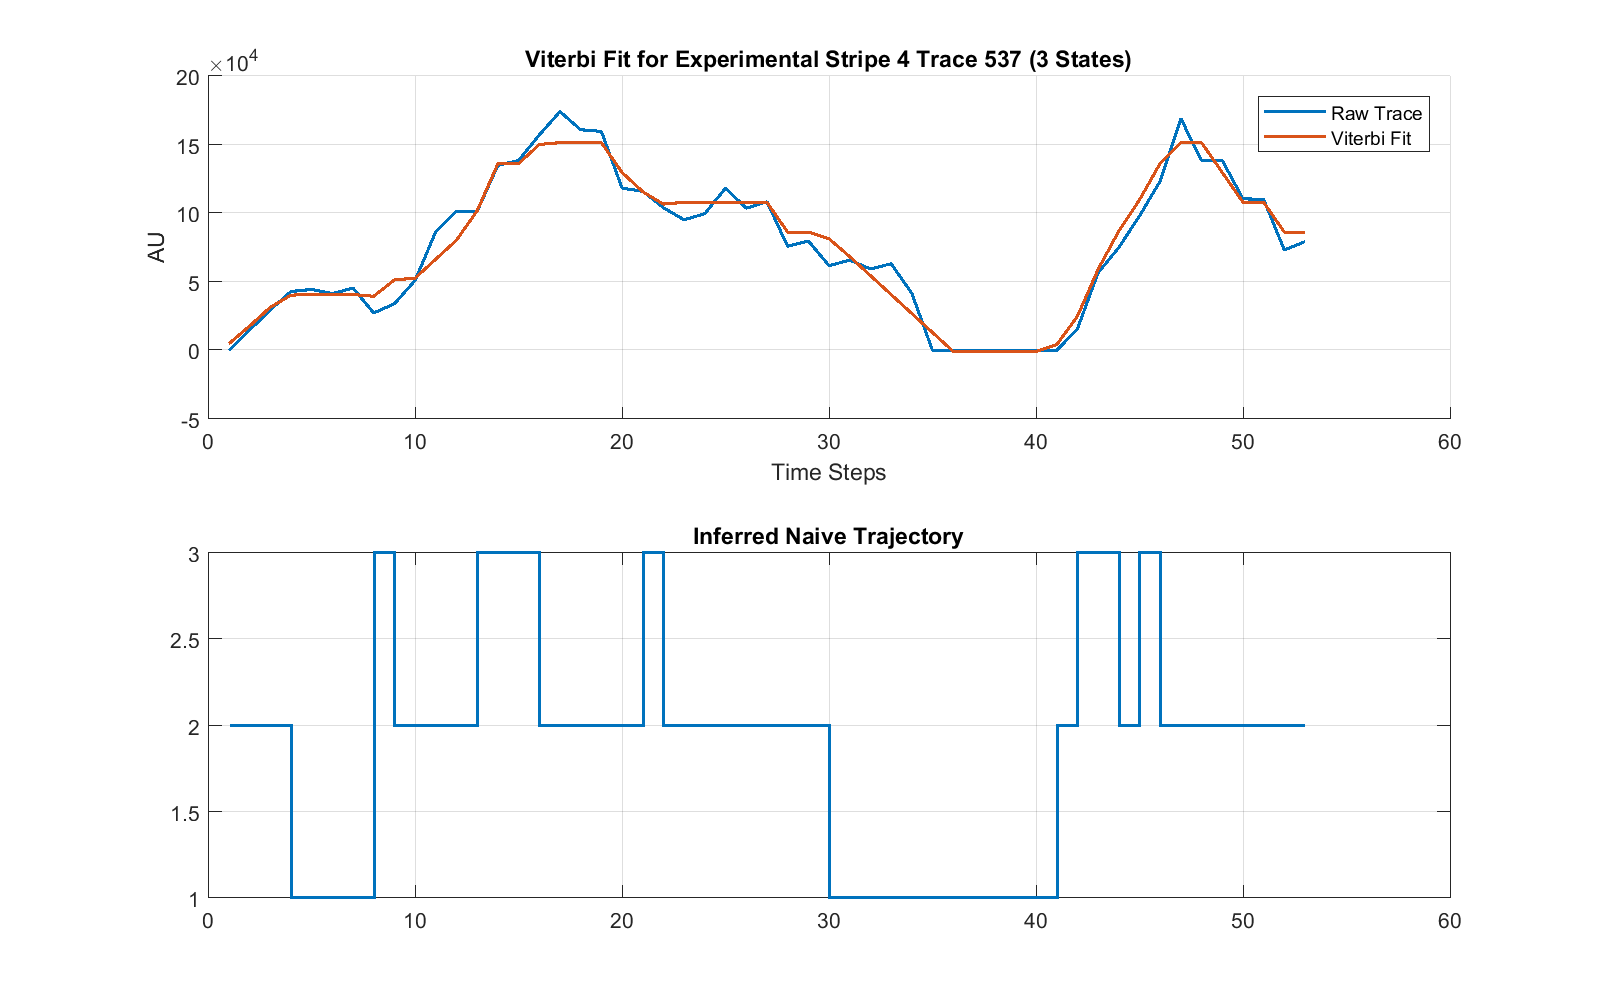 Viterbi Fit for Experimental Stripe 4 Trace 537 (3 States)
×10^4
20
15
10
5
0
-5
AU
Raw Trace
Viterbi Fit
0 10 20 30 40 50 60
Time Steps
Inferred Naive Trajectory
3
2.5
2
1.5
1
0 10 20 30 40 50 60